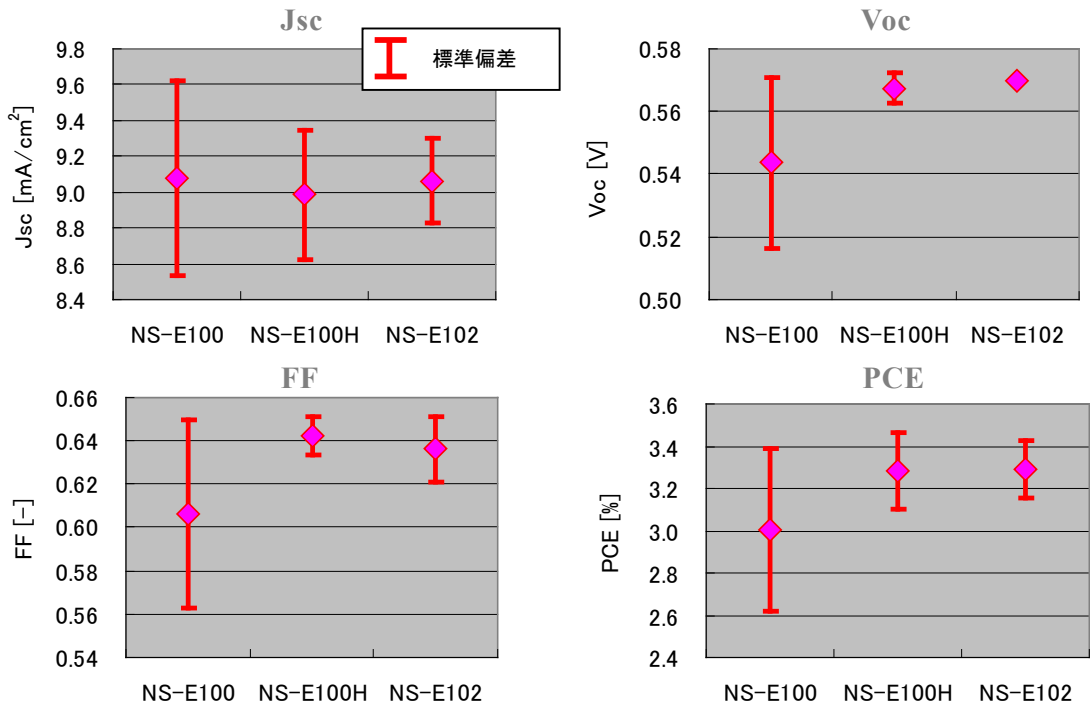 Jsc
標準偏差
Jsc [mA/cm²]
9.8
9.6
9.4
9.2
9.0
8.8
8.6
8.4
NS-E100 NS-E100H NS-E102
Voc
Voc [V]
0.58
0.56
0.54
0.52
0.50
NS-E100 NS-E100H NS-E102
FF
FF [-]
0.66
0.64
0.62
0.60
0.58
0.56
0.54
NS-E100 NS-E100H NS-E102
PCE
PCE [%]
3.6
3.4
3.2
3.0
2.8
2.6
2.4
NS-E100 NS-E100H NS-E102